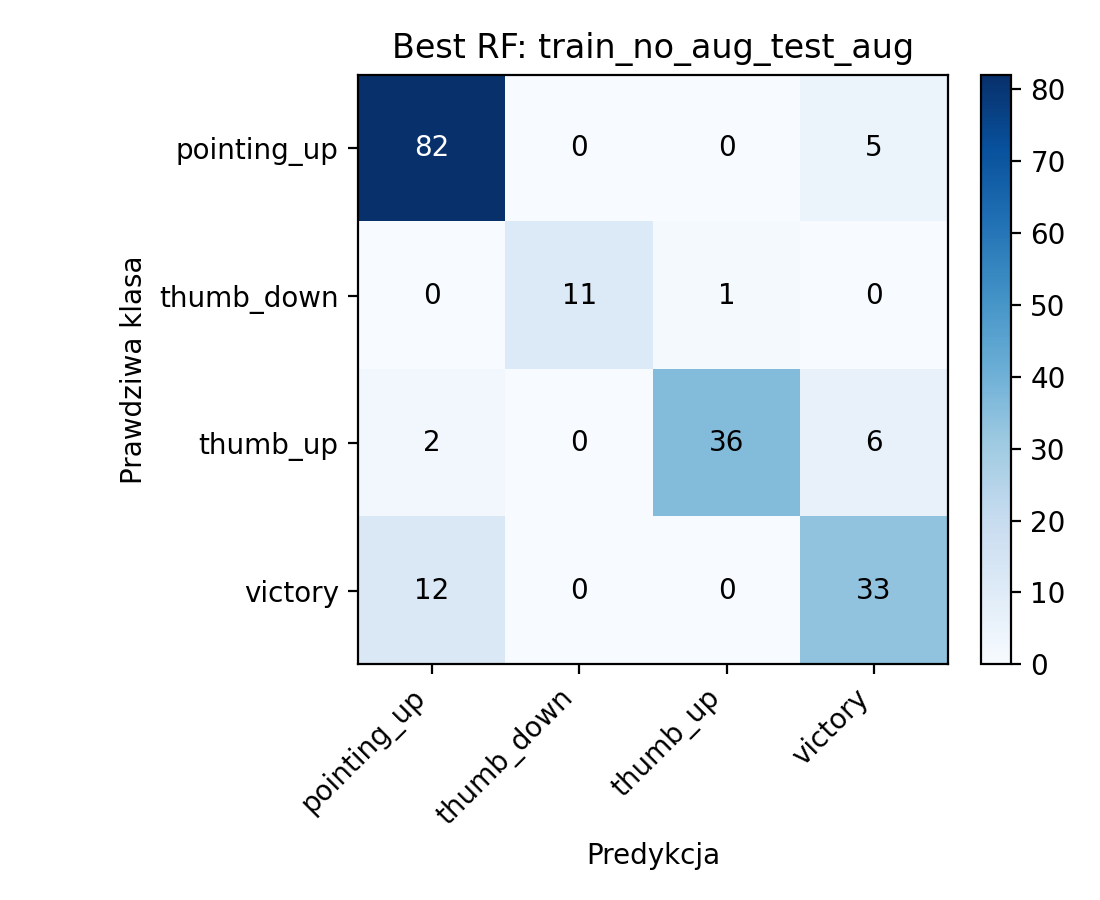 Best RF: train_no_aug_test_aug
pointing_up 82 0 0 5
thumb_down 0 11 1 0
thumb_up 2 0 36 6
victory 12 0 0 33
Prawdziwa klasa
pointing_up thumb_down thumb_up victory
Predykcja
80
70
60
50
40
30
20
10
0